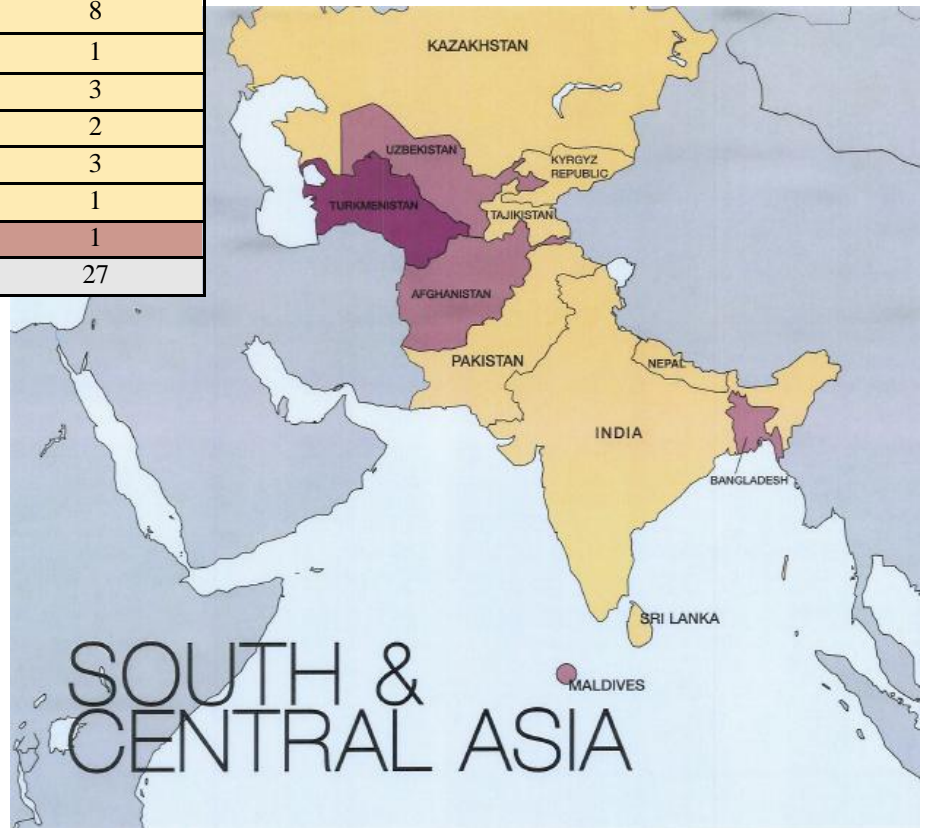 8
1
3
2
3
1
1
27
KAZAKHSTAN
UZBEKISTAN
KYRGYZ
REPUBLIC
TURKMENISTAN
TAJIKISTAN
AFGHANISTAN
PAKISTAN
NEPAL
INDIA
BANGLADESH
SRI LANKA
MALDIVES
SOUTH &
CENTRAL ASIA